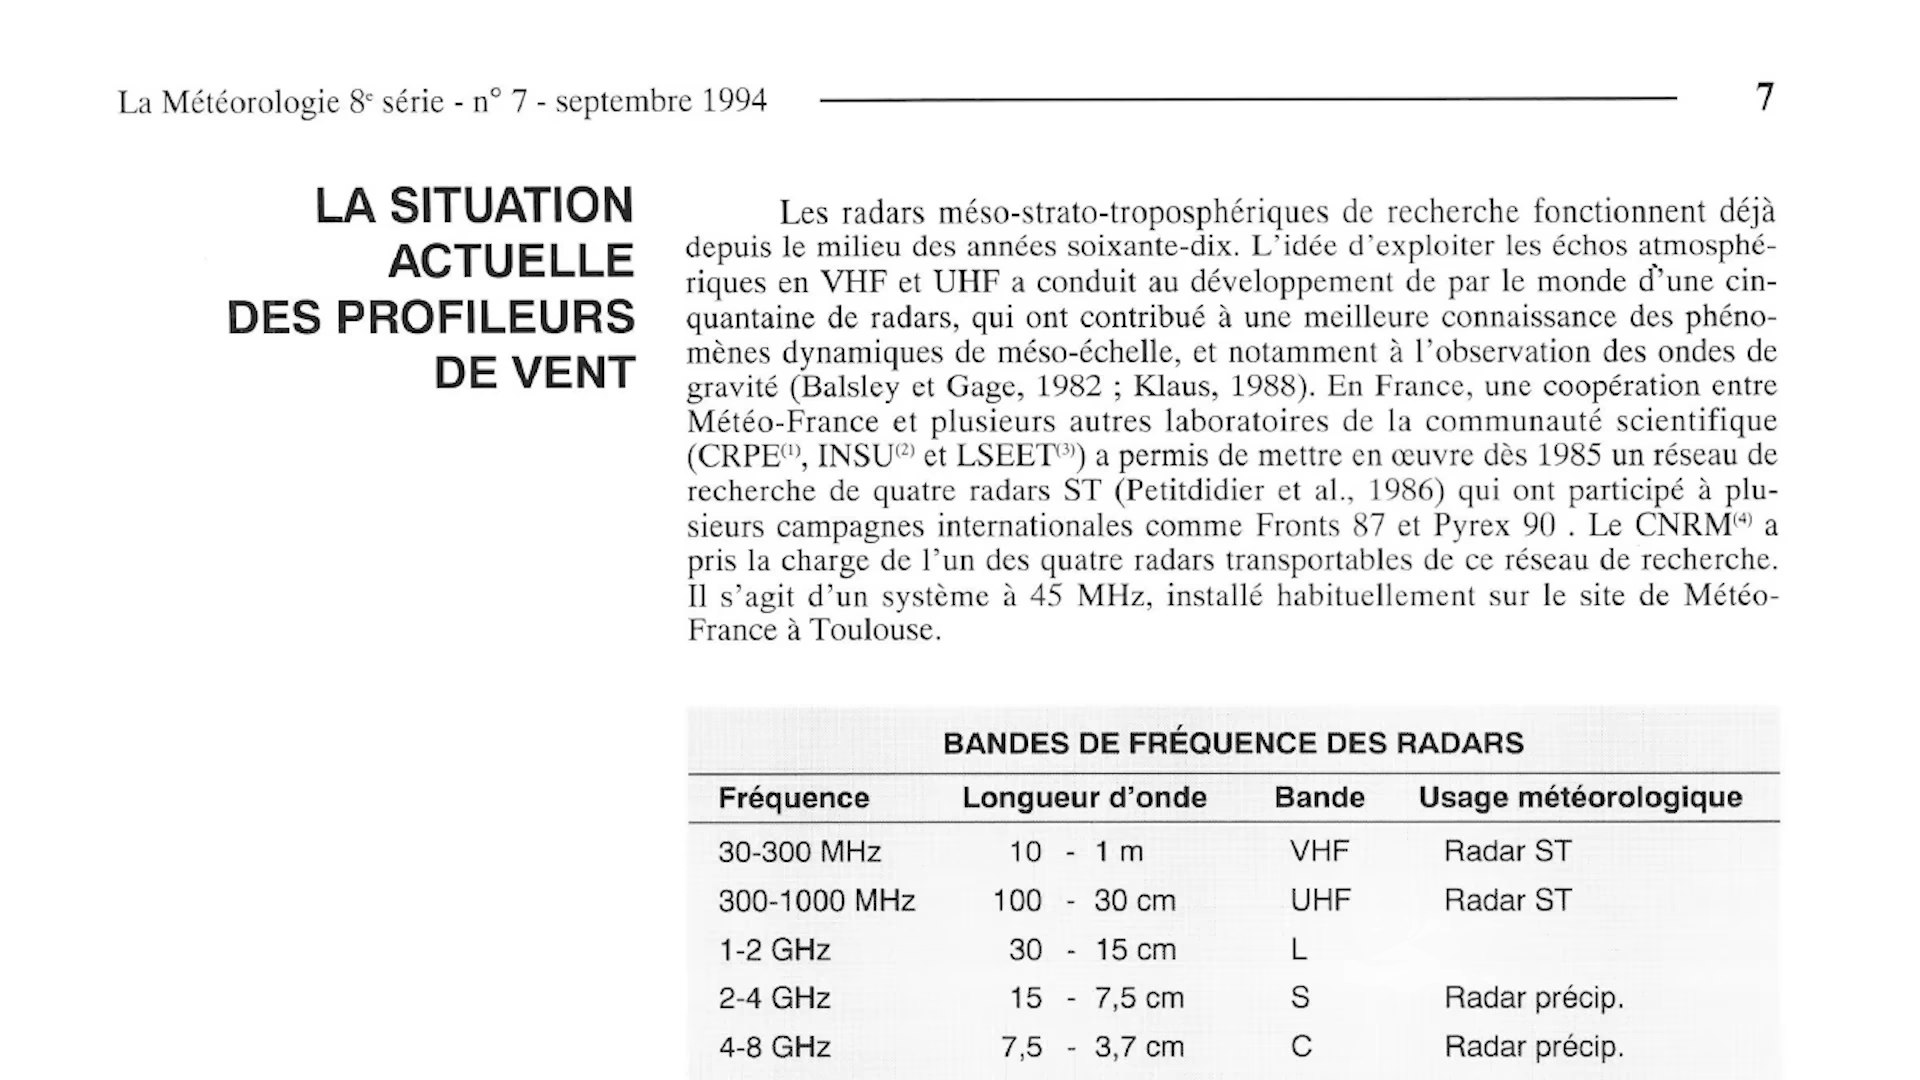 La Météorologie 8e série - n° 7 - septembre 1994
7
LA SITUATION
ACTUELLE
DES PROFILEURS
DE VENT
Les radars méso-strato-troposphériques de recherche fonctionnent déjà
depuis le milieu des années soixante-dix. L'idée d'exploiter les échos atmosphé-
riques en VHF et UHF a conduit au développement de par le monde d'une cin-
quantaine de radars, qui ont contribué à une meilleure connaissance des phéno-
mènes dynamiques de méso-échelle, et notamment à l'observation des ondes de
gravité (Balsley et Gage, 1982 ; Klaus, 1988). En France, une coopération entre
Météo-France et plusieurs autres laboratoires de la communauté scientifique
(CRPE(1), INSU(2) et LSEET(3)) a permis de mettre en œuvre dès 1985 un réseau de
recherche de quatre radars ST (Petitdidier et al., 1986) qui ont participé à plu-
sieurs campagnes internationales comme Fronts 87 et Pyrex 90 . Le CNRM(4) a
pris la charge de l'un des quatre radars transportables de ce réseau de recherche.
Il s'agit d'un système à 45 MHz, installé habituellement sur le site de Météo-
France à Toulouse.
BANDES DE FRÉQUENCE DES RADARS
Fréquence Longueur d'onde Bande Usage météorologique
30-300 MHz 10 - 1 m VHF Radar ST
300-1000 MHz 100 - 30 cm UHF Radar ST
1-2 GHz 30 - 15 cm L
2-4 GHz 15 - 7,5 cm S Radar précip.
4-8 GHz 7,5 - 3,7 cm C Radar précip.